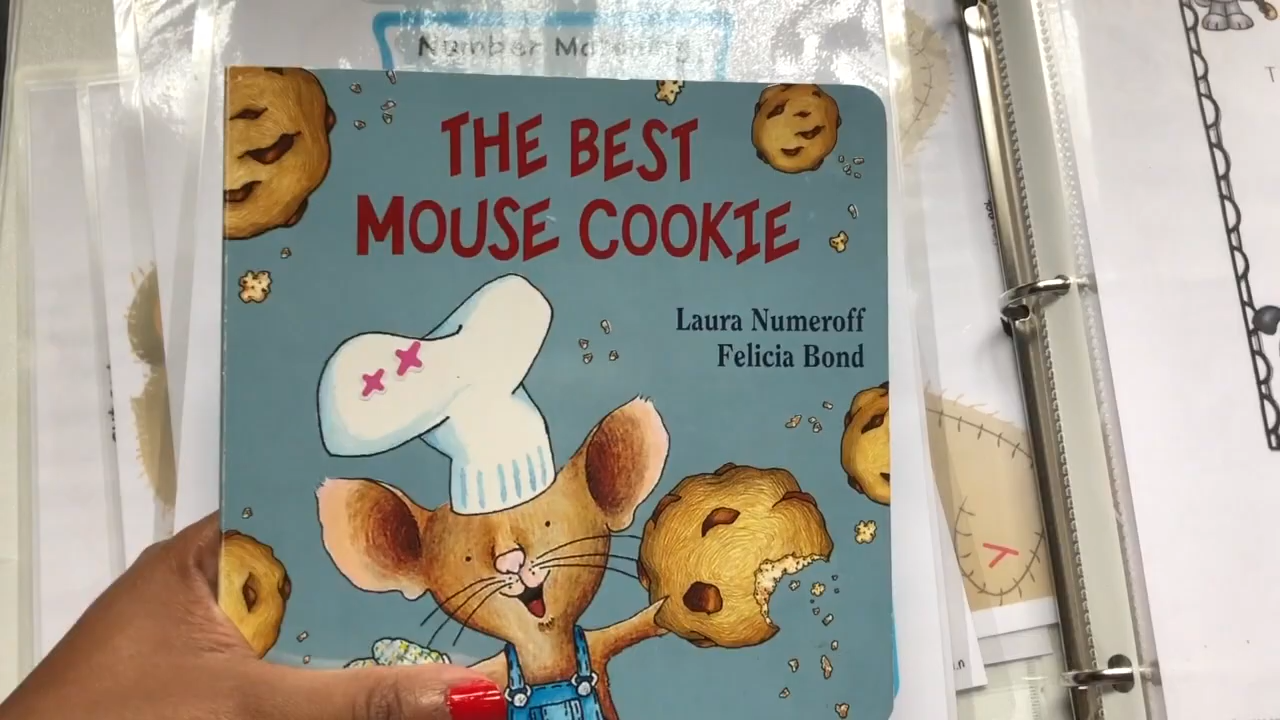 Number Matching
THE BEST
MOUSE COOKIE
Laura Numeroff
Felicia Bond